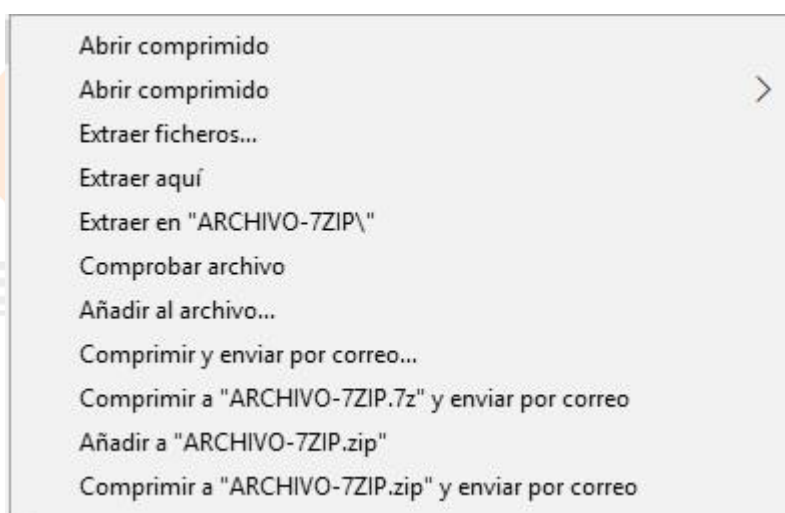 Abrir comprimido
Abrir comprimido
Extraer ficheros...
Extraer aquí
Extraer en "ARCHIVO-7ZIP\"
Comprobar archivo
Añadir al archivo...
Comprimir y enviar por correo...
Comprimir a "ARCHIVO-7ZIP.7z" y enviar por correo
Añadir a "ARCHIVO-7ZIP.zip"
Comprimir a "ARCHIVO-7ZIP.zip" y enviar por correo